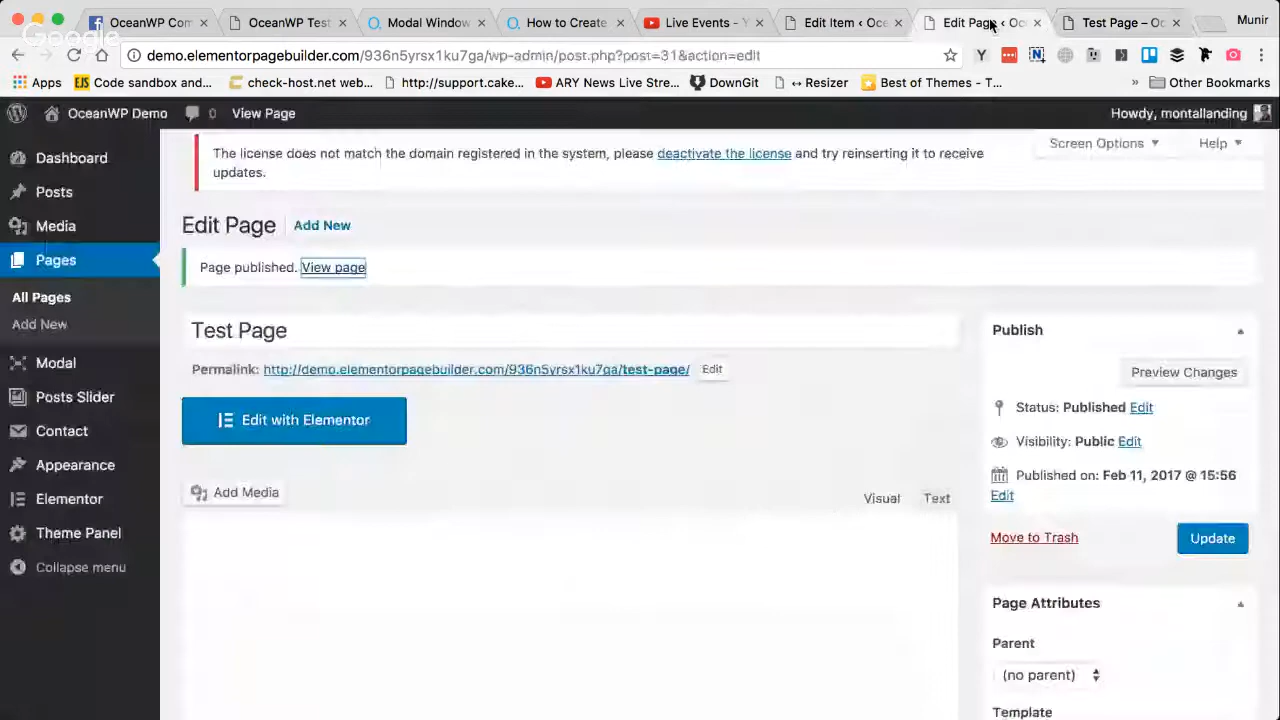 OceanWP Com
OceanWP Test
Modal Window
How to Create
Live Events -
Edit Item ‹ Oce
Edit Page ‹ Oc
Test Page – Oc
Munir
Google
demo.elementorpagebuilder.com/936n5yrsx1ku7ga/wp-admin/post.php?post=31&action=edit
Apps
EJS
Code sandbox and...
check-host.net web...
http://support.cake...
ARY News Live Stre...
DownGit
↔ Resizer
Best of Themes - T...
»
Other Bookmarks
OceanWP Demo
0
View Page
Howdy, montallanding
Dashboard
Posts
Media
Pages
All Pages
Add New
Modal
Posts Slider
Contact
Appearance
Elementor
Theme Panel
Collapse menu
The license does not match the domain registered in the system, please deactivate the license and try reinserting it to receive
updates.
Screen Options
Help
Edit Page
Add New
Page published. View page
Test Page
Permalink: http://demo.elementorpagebuilder.com/936n5yrsx1ku7ga/test-page/
Edit
Edit with Elementor
Add Media
Visual
Text
Publish
Preview Changes
Status: Published Edit
Visibility: Public Edit
Published on: Feb 11, 2017 @ 15:56
Edit
Move to Trash
Update
Page Attributes
Parent
(no parent)
Template